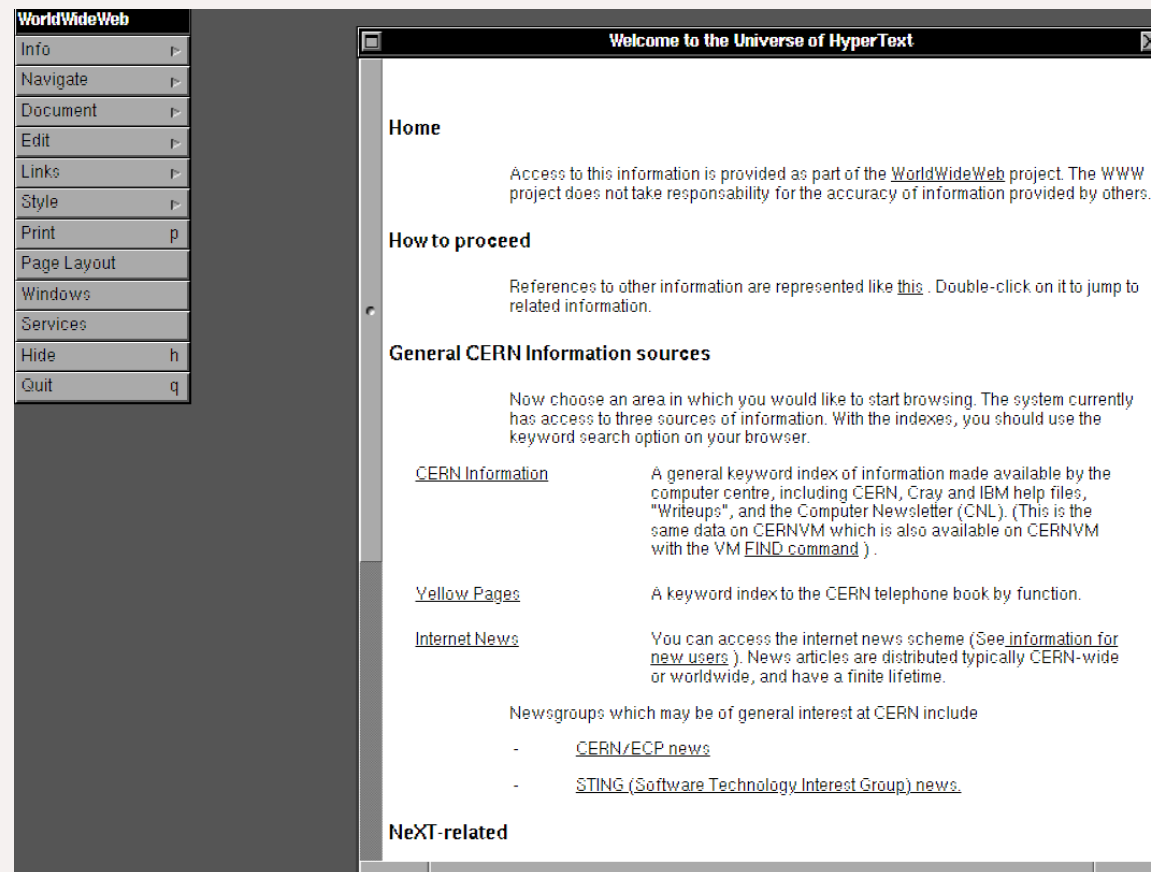 WorldWideWeb
Info
Navigate
Document
Edit
Links
Style
Print p
Page Layout
Windows
Services
Hide h
Quit q
Welcome to the Universe of HyperText
Home
Access to this information is provided as part of the WorldWideWeb project. The WWW
project does not take responsability for the accuracy of information provided by others.
How to proceed
References to other information are represented like this . Double-click on it to jump to
related information.
General CERN Information sources
Now choose an area in which you would like to start browsing. The system currently
has access to three sources of information. With the indexes, you should use the
keyword search option on your browser.
CERN Information A general keyword index of information made available by the
computer centre, including CERN, Cray and IBM help files,
"Writeups", and the Computer Newsletter (CNL). (This is the
same data on CERNVM which is also available on CERNVM
with the VM FIND command ) .
Yellow Pages A keyword index to the CERN telephone book by function.
Internet News You can access the internet news scheme (See information for
new users ). News articles are distributed typically CERN-wide
or worldwide, and have a finite lifetime.
Newsgroups which may be of general interest at CERN include
- CERN/ECP news
- STING (Software Technology Interest Group) news.
NeXT-related